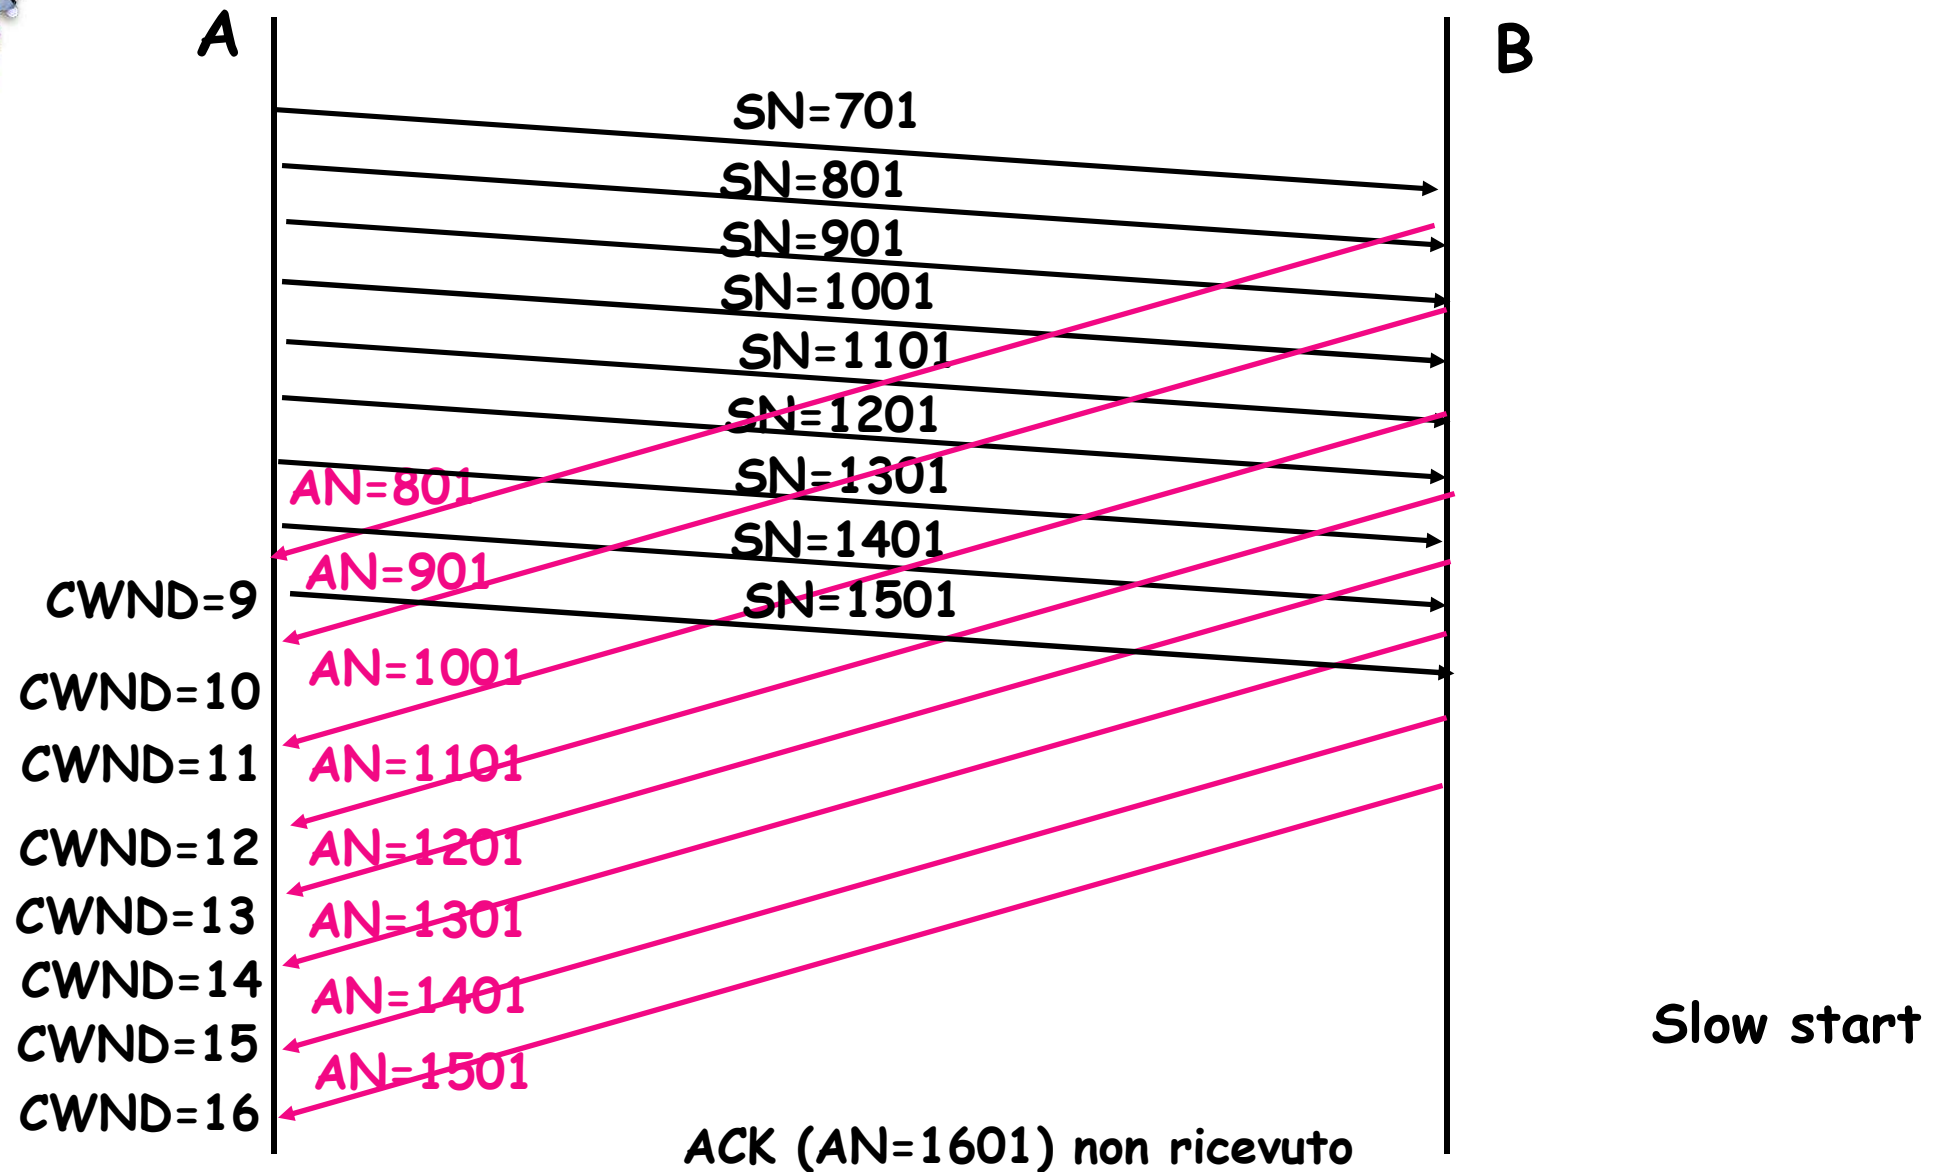 A
B
SN=701
SN=801
SN=901
SN=1001
SN=1101
SN=1201
SN=1301
AN=801
SN=1401
AN=901
CWND=9
SN=1501
AN=1001
CWND=10
CWND=11
AN=1101
CWND=12
AN=1201
CWND=13
AN=1301
CWND=14
AN=1401
Slow start
CWND=15
AN=1501
CWND=16
ACK (AN=1601) non ricevuto